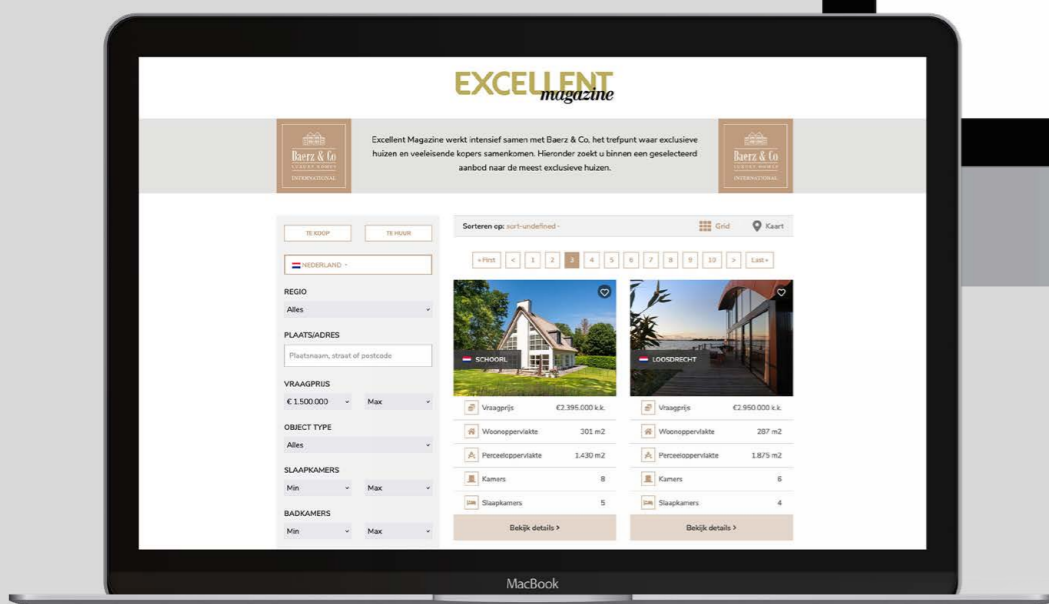 EXCELLENT
magazine
Baerz & Co
LUXURY HOMES
INTERNATIONAL
Excellent Magazine werkt intensief samen met Baerz & Co, het trefpunt waar exclusieve
huizen en veeleisende kopers samenkomen. Hieronder zoekt u binnen een geselecteerd
aanbod naar de meest exclusieve huizen.
Baerz & Co
LUXURY HOMES
INTERNATIONAL
TE KOOP TE HUUR
NEDERLAND
REGIO
Alles
PLAATS/ADRES
Plaatsnaam, straat of postcode
VRAAGPRIJS
€ 1.500.000 Max
OBJECT TYPE
Alles
SLAAPKAMERS
Min Max
BADKAMERS
Min Max
Sorteren op: sort-undefined
Grid Kaart
« First < 1 2 3 4 5 6 7 8 9 10 > Last »
SCHOORL
Vraagprijs €2.395.000 k.k.
Woonoppervlakte 301 m2
Perceeloppervlakte 1.430 m2
Kamers 8
Slaapkamers 5
Bekijk details >
LOOSDRECHT
Vraagprijs €2.950.000 k.k.
Woonoppervlakte 287 m2
Perceeloppervlakte 1.875 m2
Kamers 6
Slaapkamers 4
Bekijk details >
MacBook